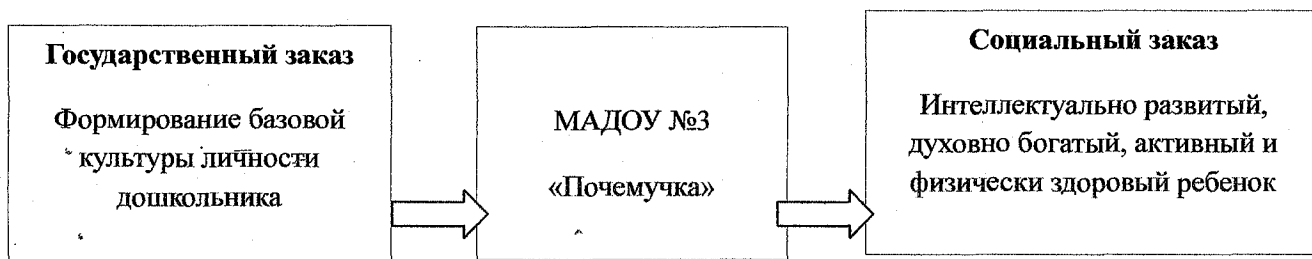 Государственный заказ
Формирование базовой
культуры личности
дошкольника
МАДОУ №3
«Почемучка»
Социальный заказ
Интеллектуально развитый,
духовно богатый, активный и
физически здоровый ребенок